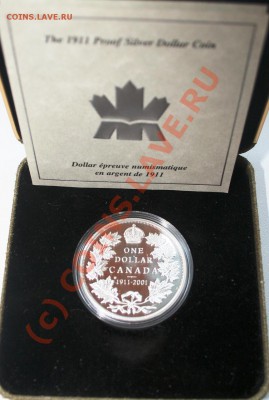 COINS.LAVE.RU
The 1911 Proof Silver Dollar Coin
Dollar épreuve numismatique
en argent de 1911
ONE
DOLLAR
CANADA
1911-2001
(c) COINS.LAVE.RU